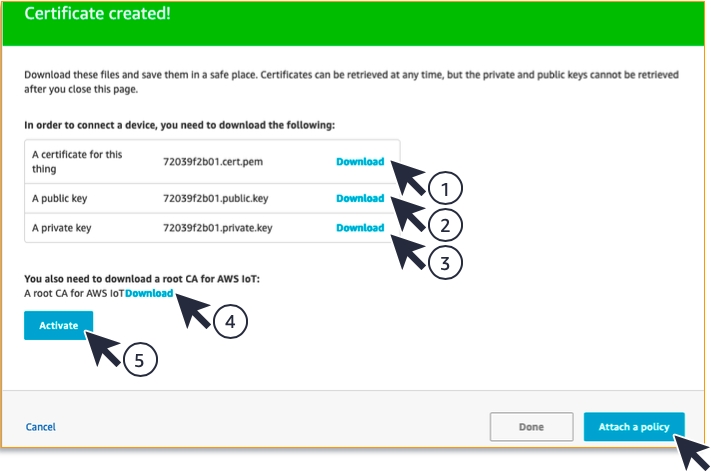 Certificate created!
Download these files and save them in a safe place. Certificates can be retrieved at any time, but the private and public keys cannot be retrieved
after you close this page.
In order to connect a device, you need to download the following:
A certificate for this
thing
72039f2b01.cert.pem
Download
1
A public key
72039f2b01.public.key
Download
2
A private key
72039f2b01.private.key
Download
3
You also need to download a root CA for AWS IoT:
A root CA for AWS IoTDownload
4
Activate
5
Cancel
Done
Attach a policy